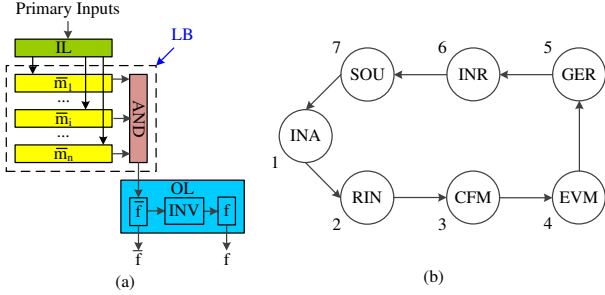 Primary Inputs
IL
LB
m̅₁
...
m̅ᵢ
...
m̅ₙ
AND
OL
f̅ INV f
f̅ f
(a)
7 6 5
SOU INR GER
INA
1
RIN CFM EVM
2 3 4
(b)